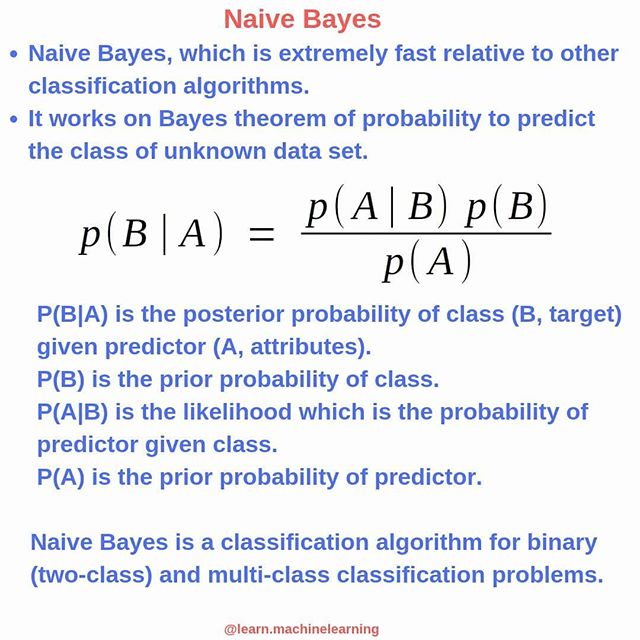 Naive Bayes
• Naive Bayes, which is extremely fast relative to other
classification algorithms.
• It works on Bayes theorem of probability to predict
the class of unknown data set.
p(B | A) = p(A | B) p(B) / p(A)
P(B|A) is the posterior probability of class (B, target)
given predictor (A, attributes).
P(B) is the prior probability of class.
P(A|B) is the likelihood which is the probability of
predictor given class.
P(A) is the prior probability of predictor.
Naive Bayes is a classification algorithm for binary
(two-class) and multi-class classification problems.
@learn.machinelearning